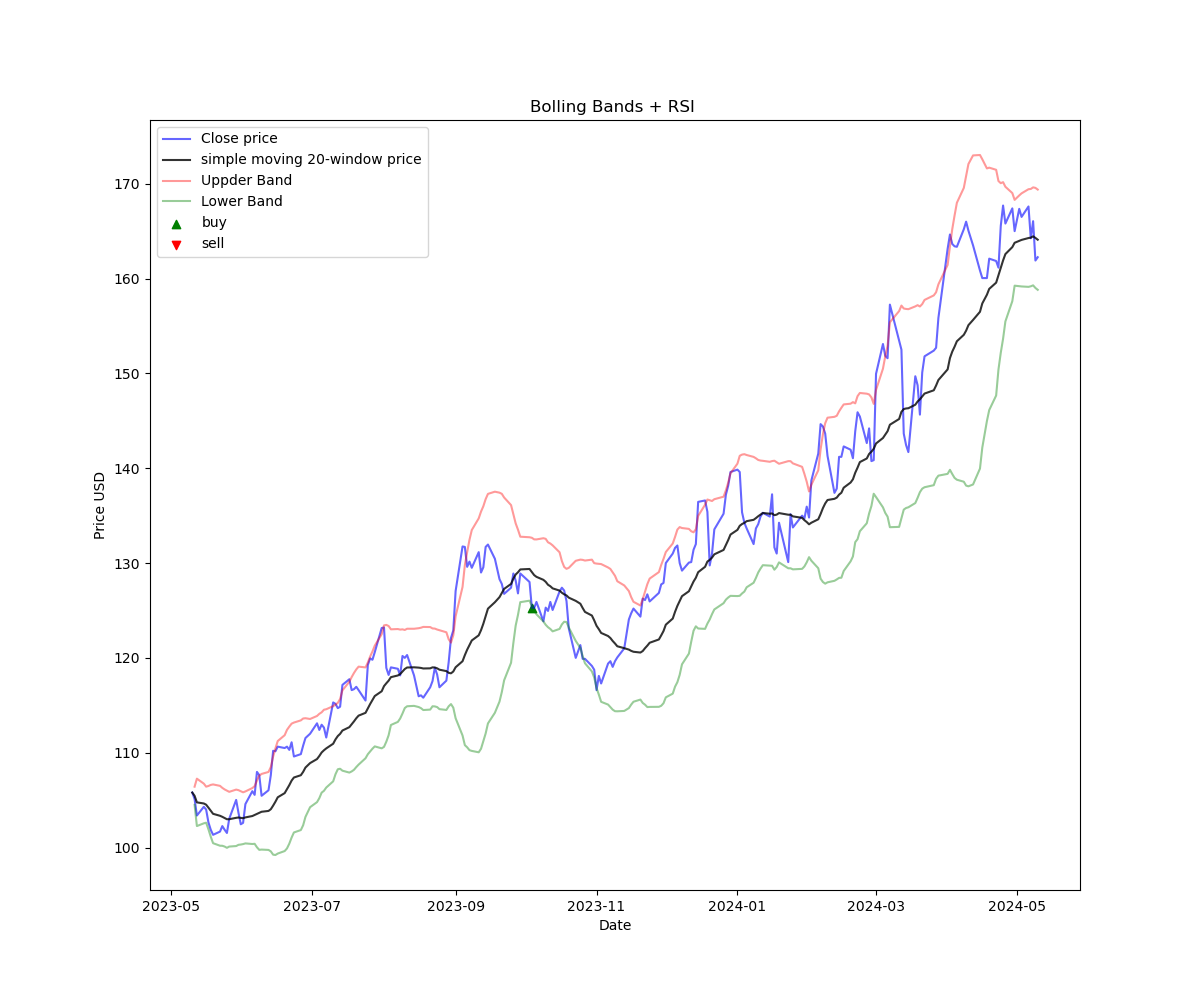 Bolling Bands + RSI
Close price
simple moving 20-window price
Uppder Band
Lower Band
buy
sell
170
160
150
140
130
120
110
100
Price USD
2023-05 2023-07 2023-09 2023-11 2024-01 2024-03 2024-05
Date